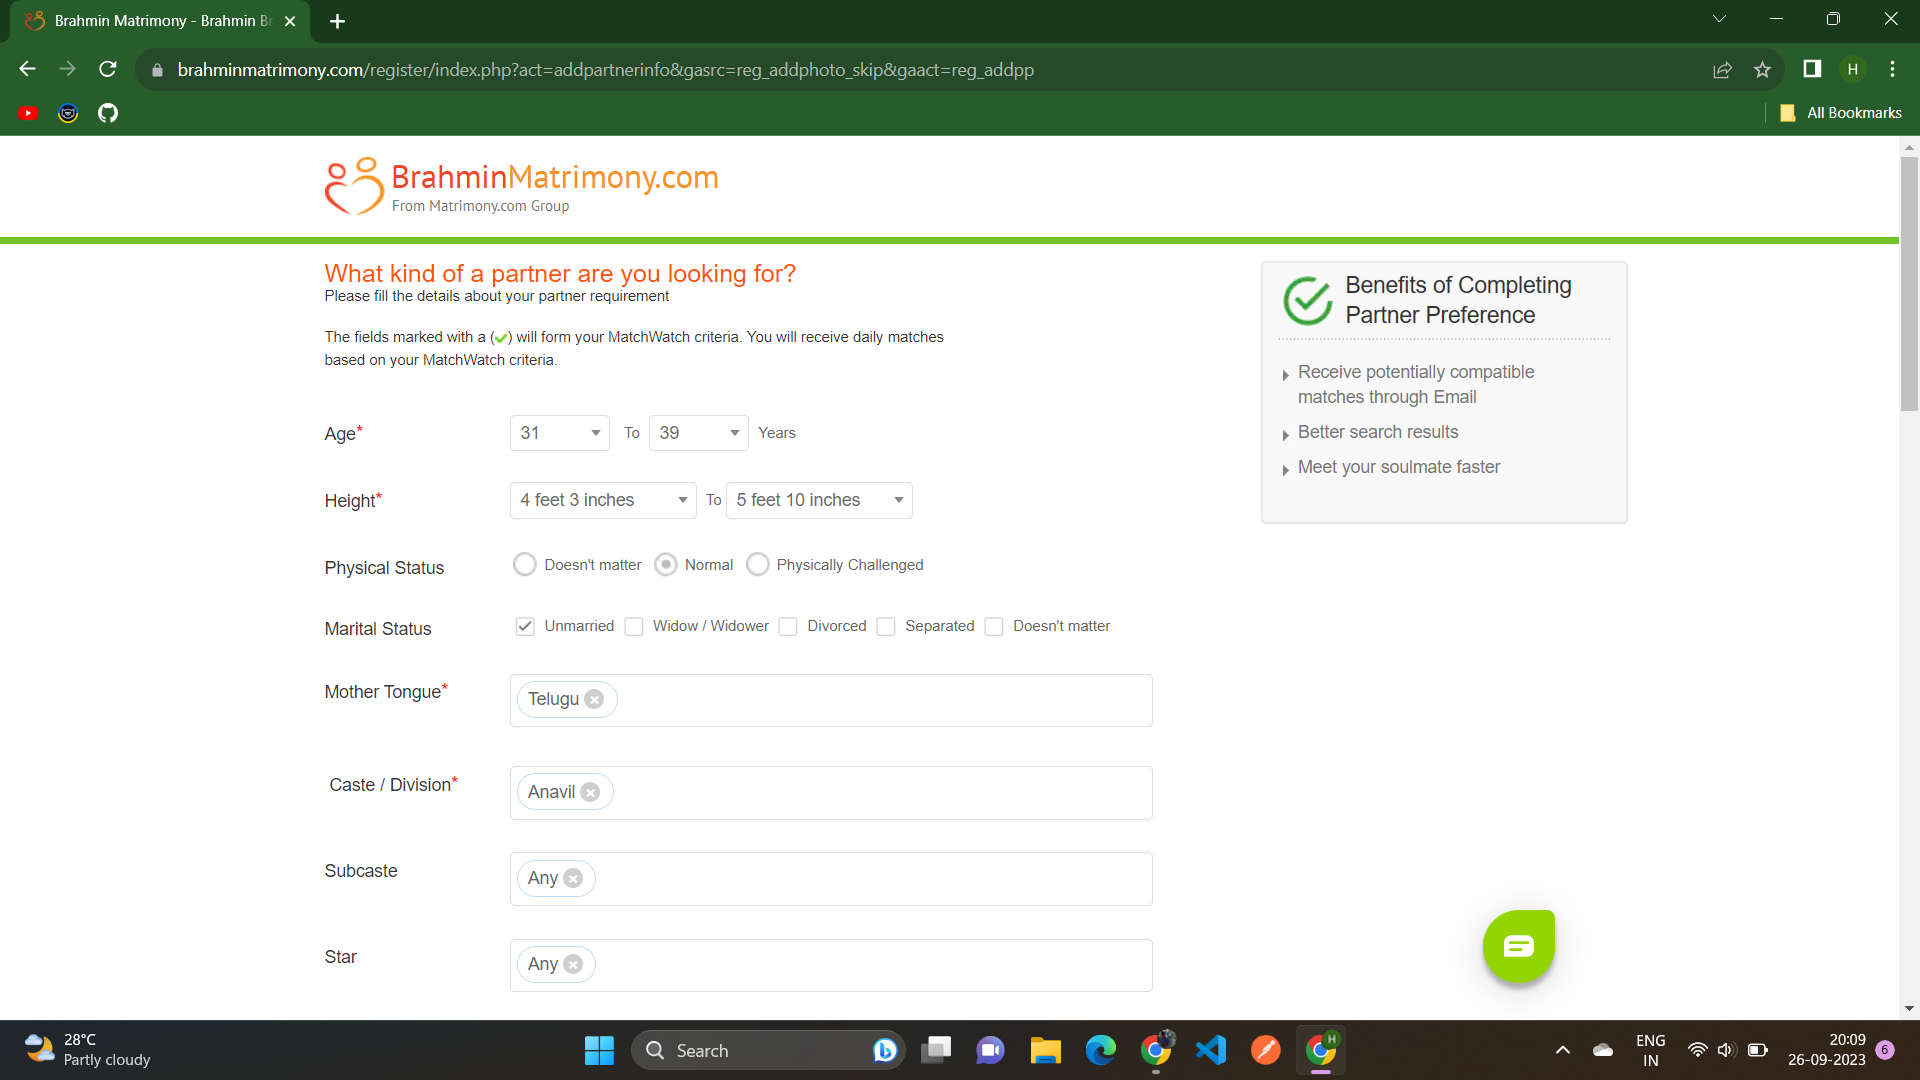 Brahmin Matrimony - Brahmin Br
brahminmatrimony.com/register/index.php?act=addpartnerinfo&gasrc=reg_addphoto_skip&gaact=reg_addpp
H
All Bookmarks
BrahminMatrimony.com
From Matrimony.com Group
What kind of a partner are you looking for?
Please fill the details about your partner requirement
The fields marked with a (✔) will form your MatchWatch criteria. You will receive daily matches
based on your MatchWatch criteria.
Age* 31 To 39 Years
Height* 4 feet 3 inches To 5 feet 10 inches
Physical Status Doesn't matter Normal Physically Challenged
Marital Status Unmarried Widow / Widower Divorced Separated Doesn't matter
Mother Tongue* Telugu
Caste / Division* Anavil
Subcaste Any
Star Any
Benefits of Completing
Partner Preference
Receive potentially compatible
matches through Email
Better search results
Meet your soulmate faster
28°C
Partly cloudy
Search
H
ENG
IN
20:09
26-09-2023
6